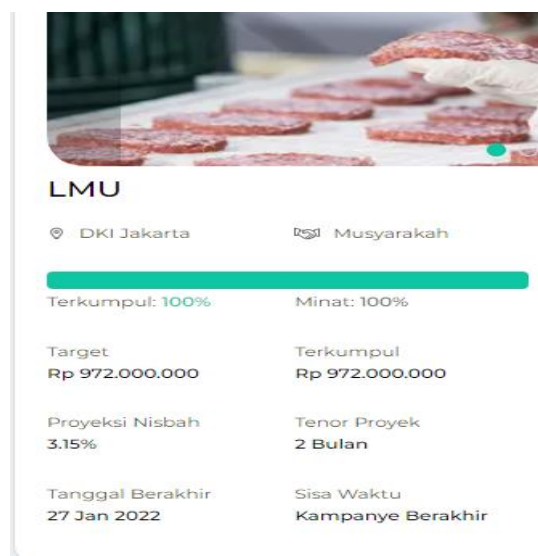 LMU
DKI Jakarta
Musyarakah
Terkumpul: 100%
Minat: 100%
Target
Rp 972.000.000
Terkumpul
Rp 972.000.000
Proyeksi Nisbah
3.15%
Tenor Proyek
2 Bulan
Tanggal Berakhir
27 Jan 2022
Sisa Waktu
Kampanye Berakhir